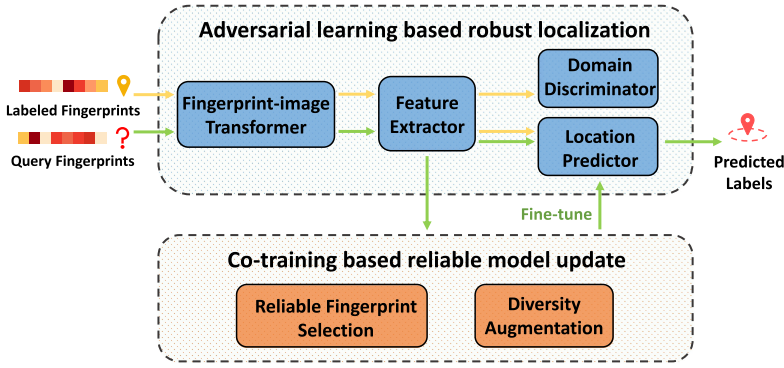 Adversarial learning based robust localization
Labeled Fingerprints
Query Fingerprints
Fingerprint-image
Transformer
Feature
Extractor
Domain
Discriminator
Location
Predictor
Predicted
Labels
Fine-tune
Co-training based reliable model update
Reliable Fingerprint
Selection
Diversity
Augmentation